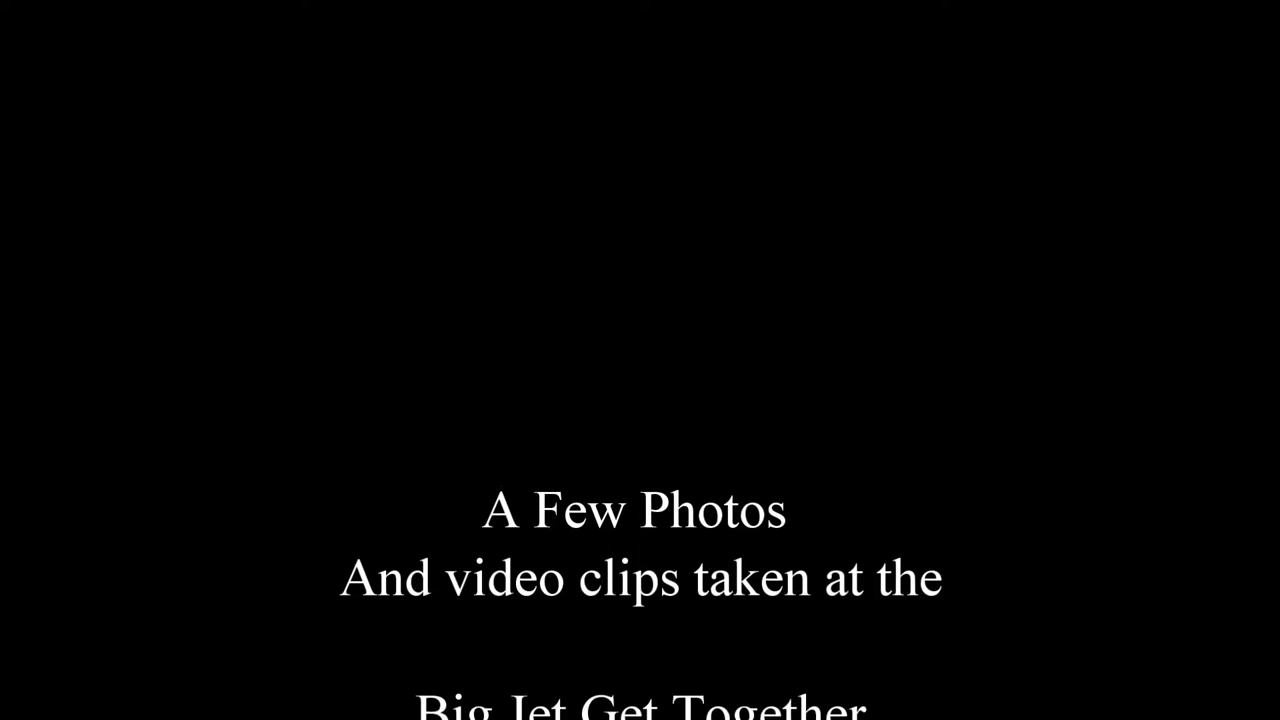 A Few Photos
And video clips taken at the
Big Jet Get Together